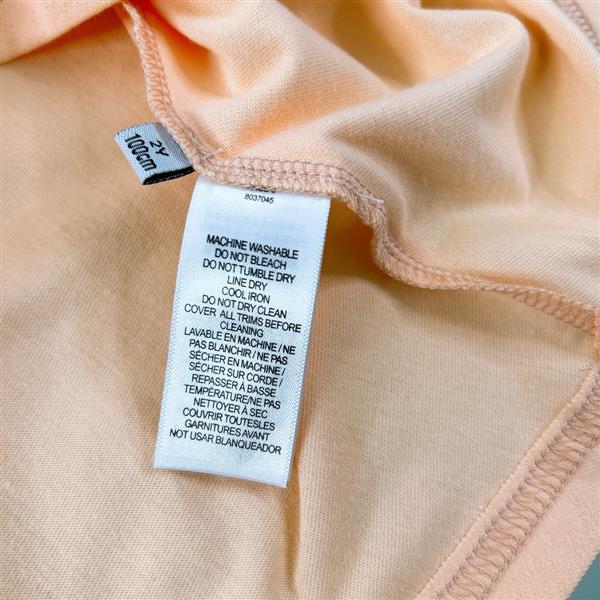 2Y
100cm
8037045
MACHINE WASHABLE
DO NOT BLEACH
DO NOT TUMBLE DRY
LINE DRY
COOL IRON
DO NOT DRY CLEAN
COVER ALL TRIMS BEFORE
CLEANING
LAVABLE EN MACHINE / NE
PAS BLANCHIR / NE PAS
SÉCHER EN MACHINE /
SÉCHER SUR CORDE /
REPASSER À BASSE
TEMPÉRATURE/NE PAS
NETTOYER À SEC
COUVRIR TOUTES
GARNITURES AVANT
NOT USAR BLANQUEADOR